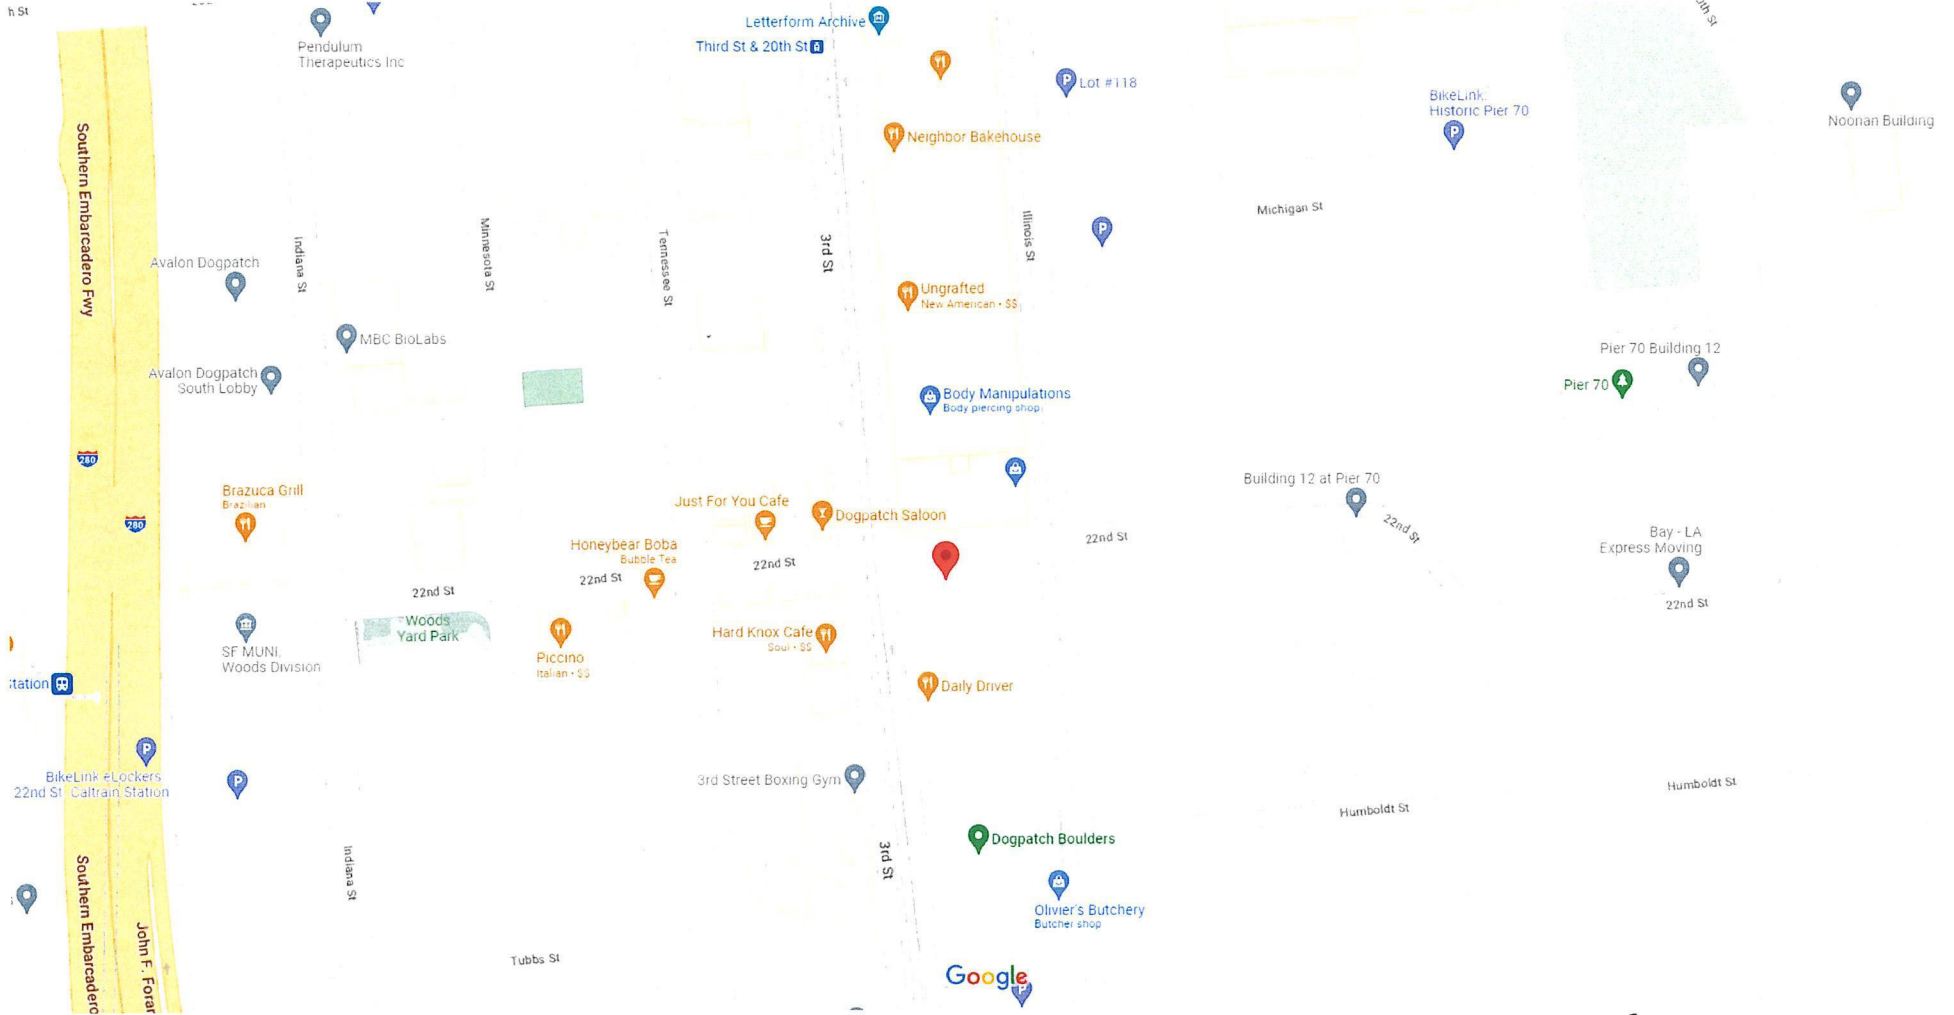 h St
Letterform Archive
Third St & 20th St
Pendulum
Therapeutics Inc
Lot #118
BikeLink:
Historic Pier 70
Noonan Building
Neighbor Bakehouse
Southern Embarcadero Fwy
Michigan St
Indiana St
Minnesota St
Tennessee St
3rd St
Illinois St
Avalon Dogpatch
Ungrafted
New American • $$
MBC BioLabs
Pier 70 Building 12
Avalon Dogpatch
South Lobby
Pier 70
Body Manipulations
Body piercing shop
280
Building 12 at Pier 70
Brazuca Grill
Brazilian
Just For You Cafe
Dogpatch Saloon
280
22nd St
22nd St
Bay - LA
Express Moving
Honeybear Boba
Bubble Tea
22nd St
22nd St
22nd St
22nd St
Woods
Yard Park
Hard Knox Cafe
Soul • $$
SF MUNI,
Woods Division
Piccino
Italian • $$
tation
Daily Driver
P
BikeLink eLockers
22nd St. Caltrain Station
3rd Street Boxing Gym
Humboldt St
Humboldt St
Dogpatch Boulders
3rd St
Indiana St
Southern Embarcadero
Olivier's Butchery
Butcher shop
John F. Foran
Tubbs St
Google